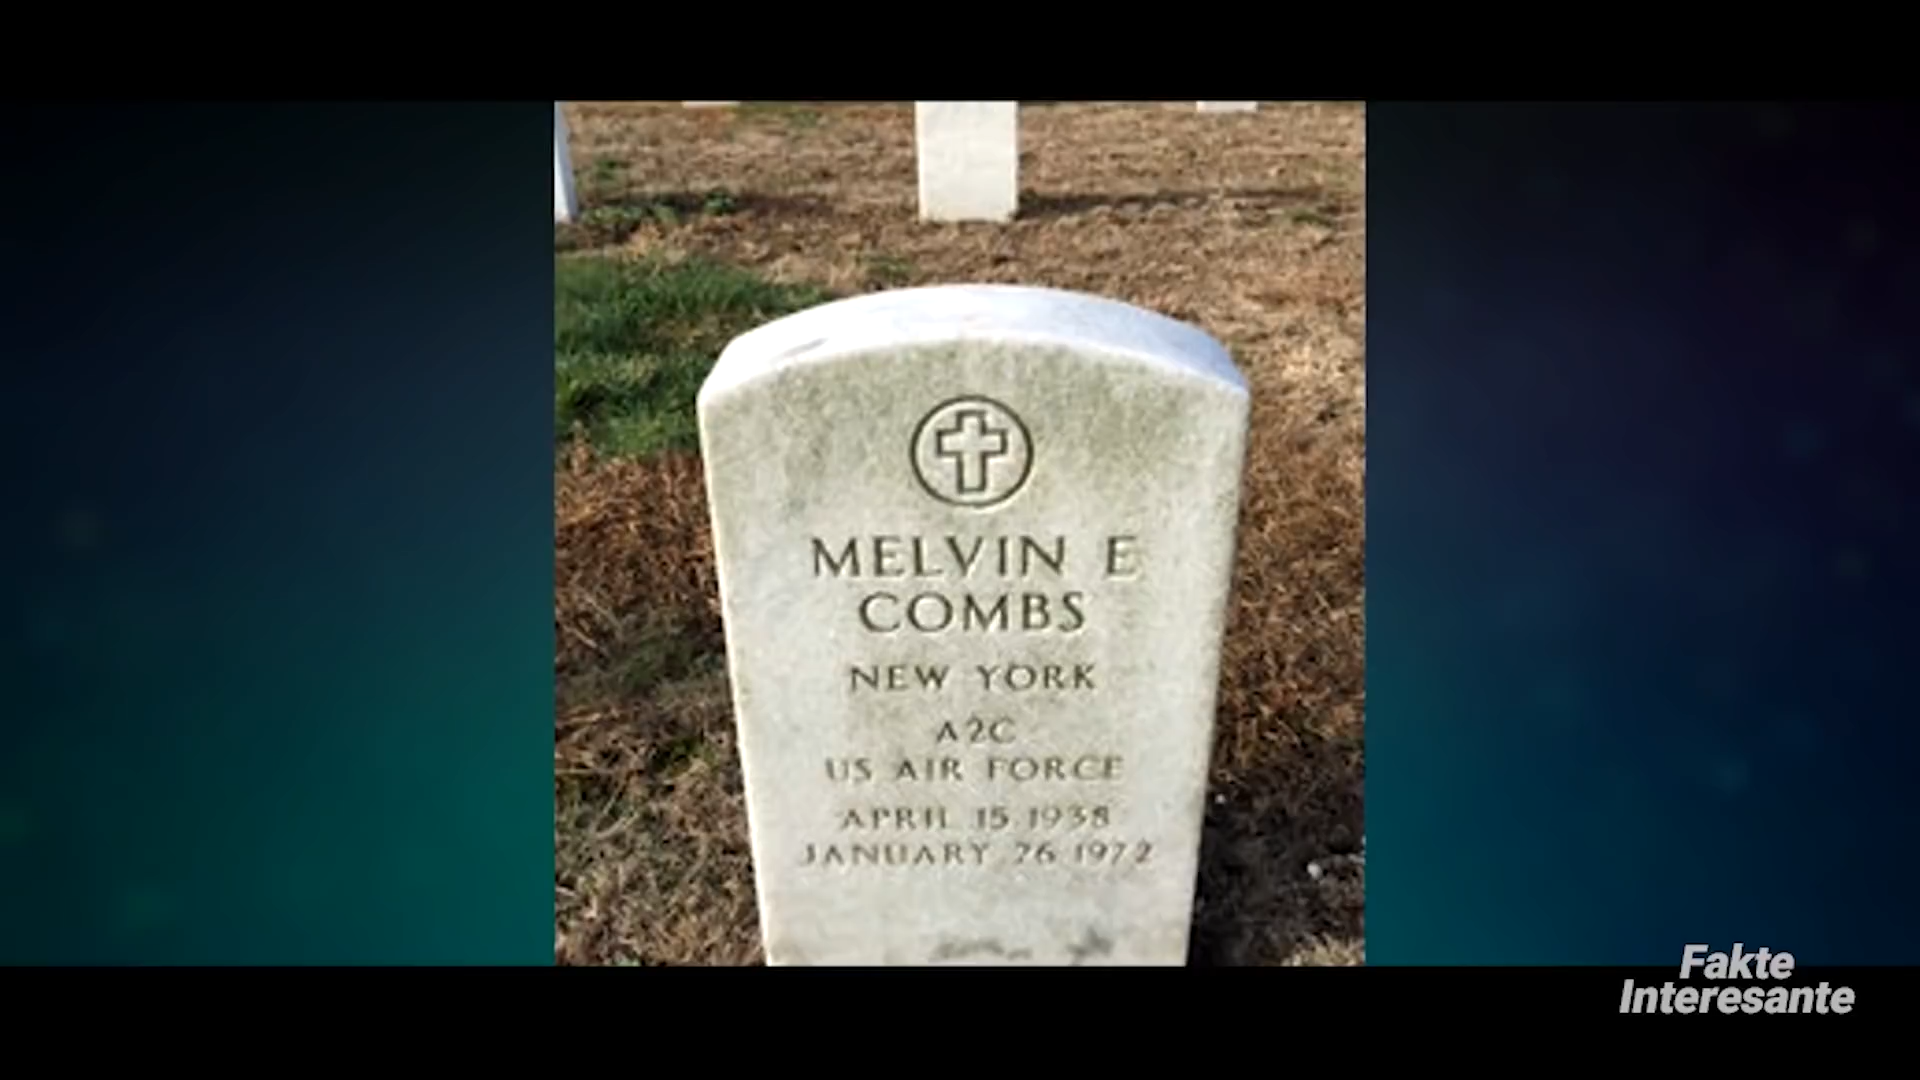 MELVIN E
COMBS
NEW YORK
A2C
US AIR FORCE
APRIL 15 1938
JANUARY 26 1972
Fakte
Interesante